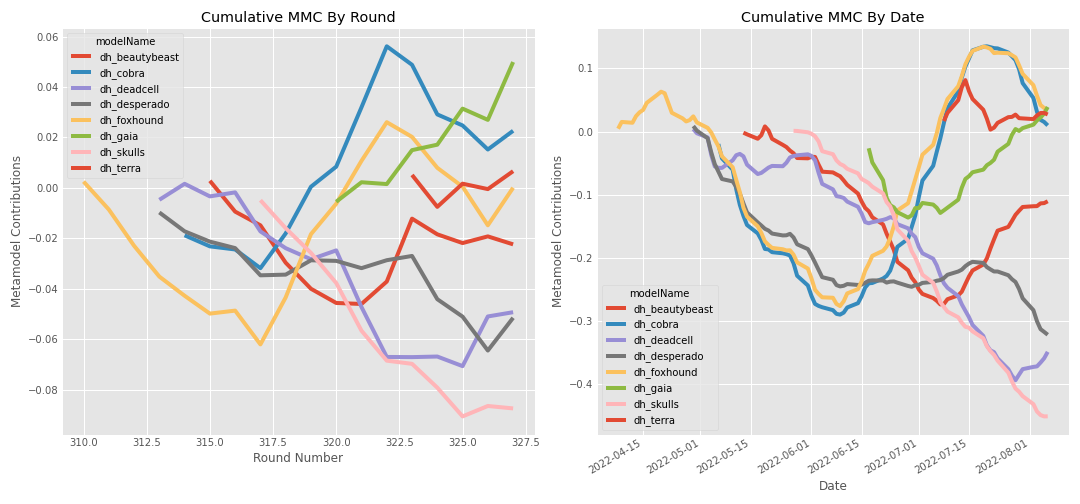 Cumulative MMC By Round
0.06
0.04
0.02
0.00
−0.02
−0.04
−0.06
−0.08
Metamodel Contributions
modelName
dh_beautybeast
dh_cobra
dh_deadcell
dh_desperado
dh_foxhound
dh_gaia
dh_skulls
dh_terra
310.0 312.5 315.0 317.5 320.0 322.5 325.0 327.5
Round Number
Cumulative MMC By Date
0.1
0.0
−0.1
−0.2
−0.3
−0.4
Metamodel Contributions
modelName
dh_beautybeast
dh_cobra
dh_deadcell
dh_desperado
dh_foxhound
dh_gaia
dh_skulls
dh_terra
2022-04-15 2022-05-01 2022-05-15 2022-06-01 2022-06-15 2022-07-01 2022-07-15 2022-08-01
Date